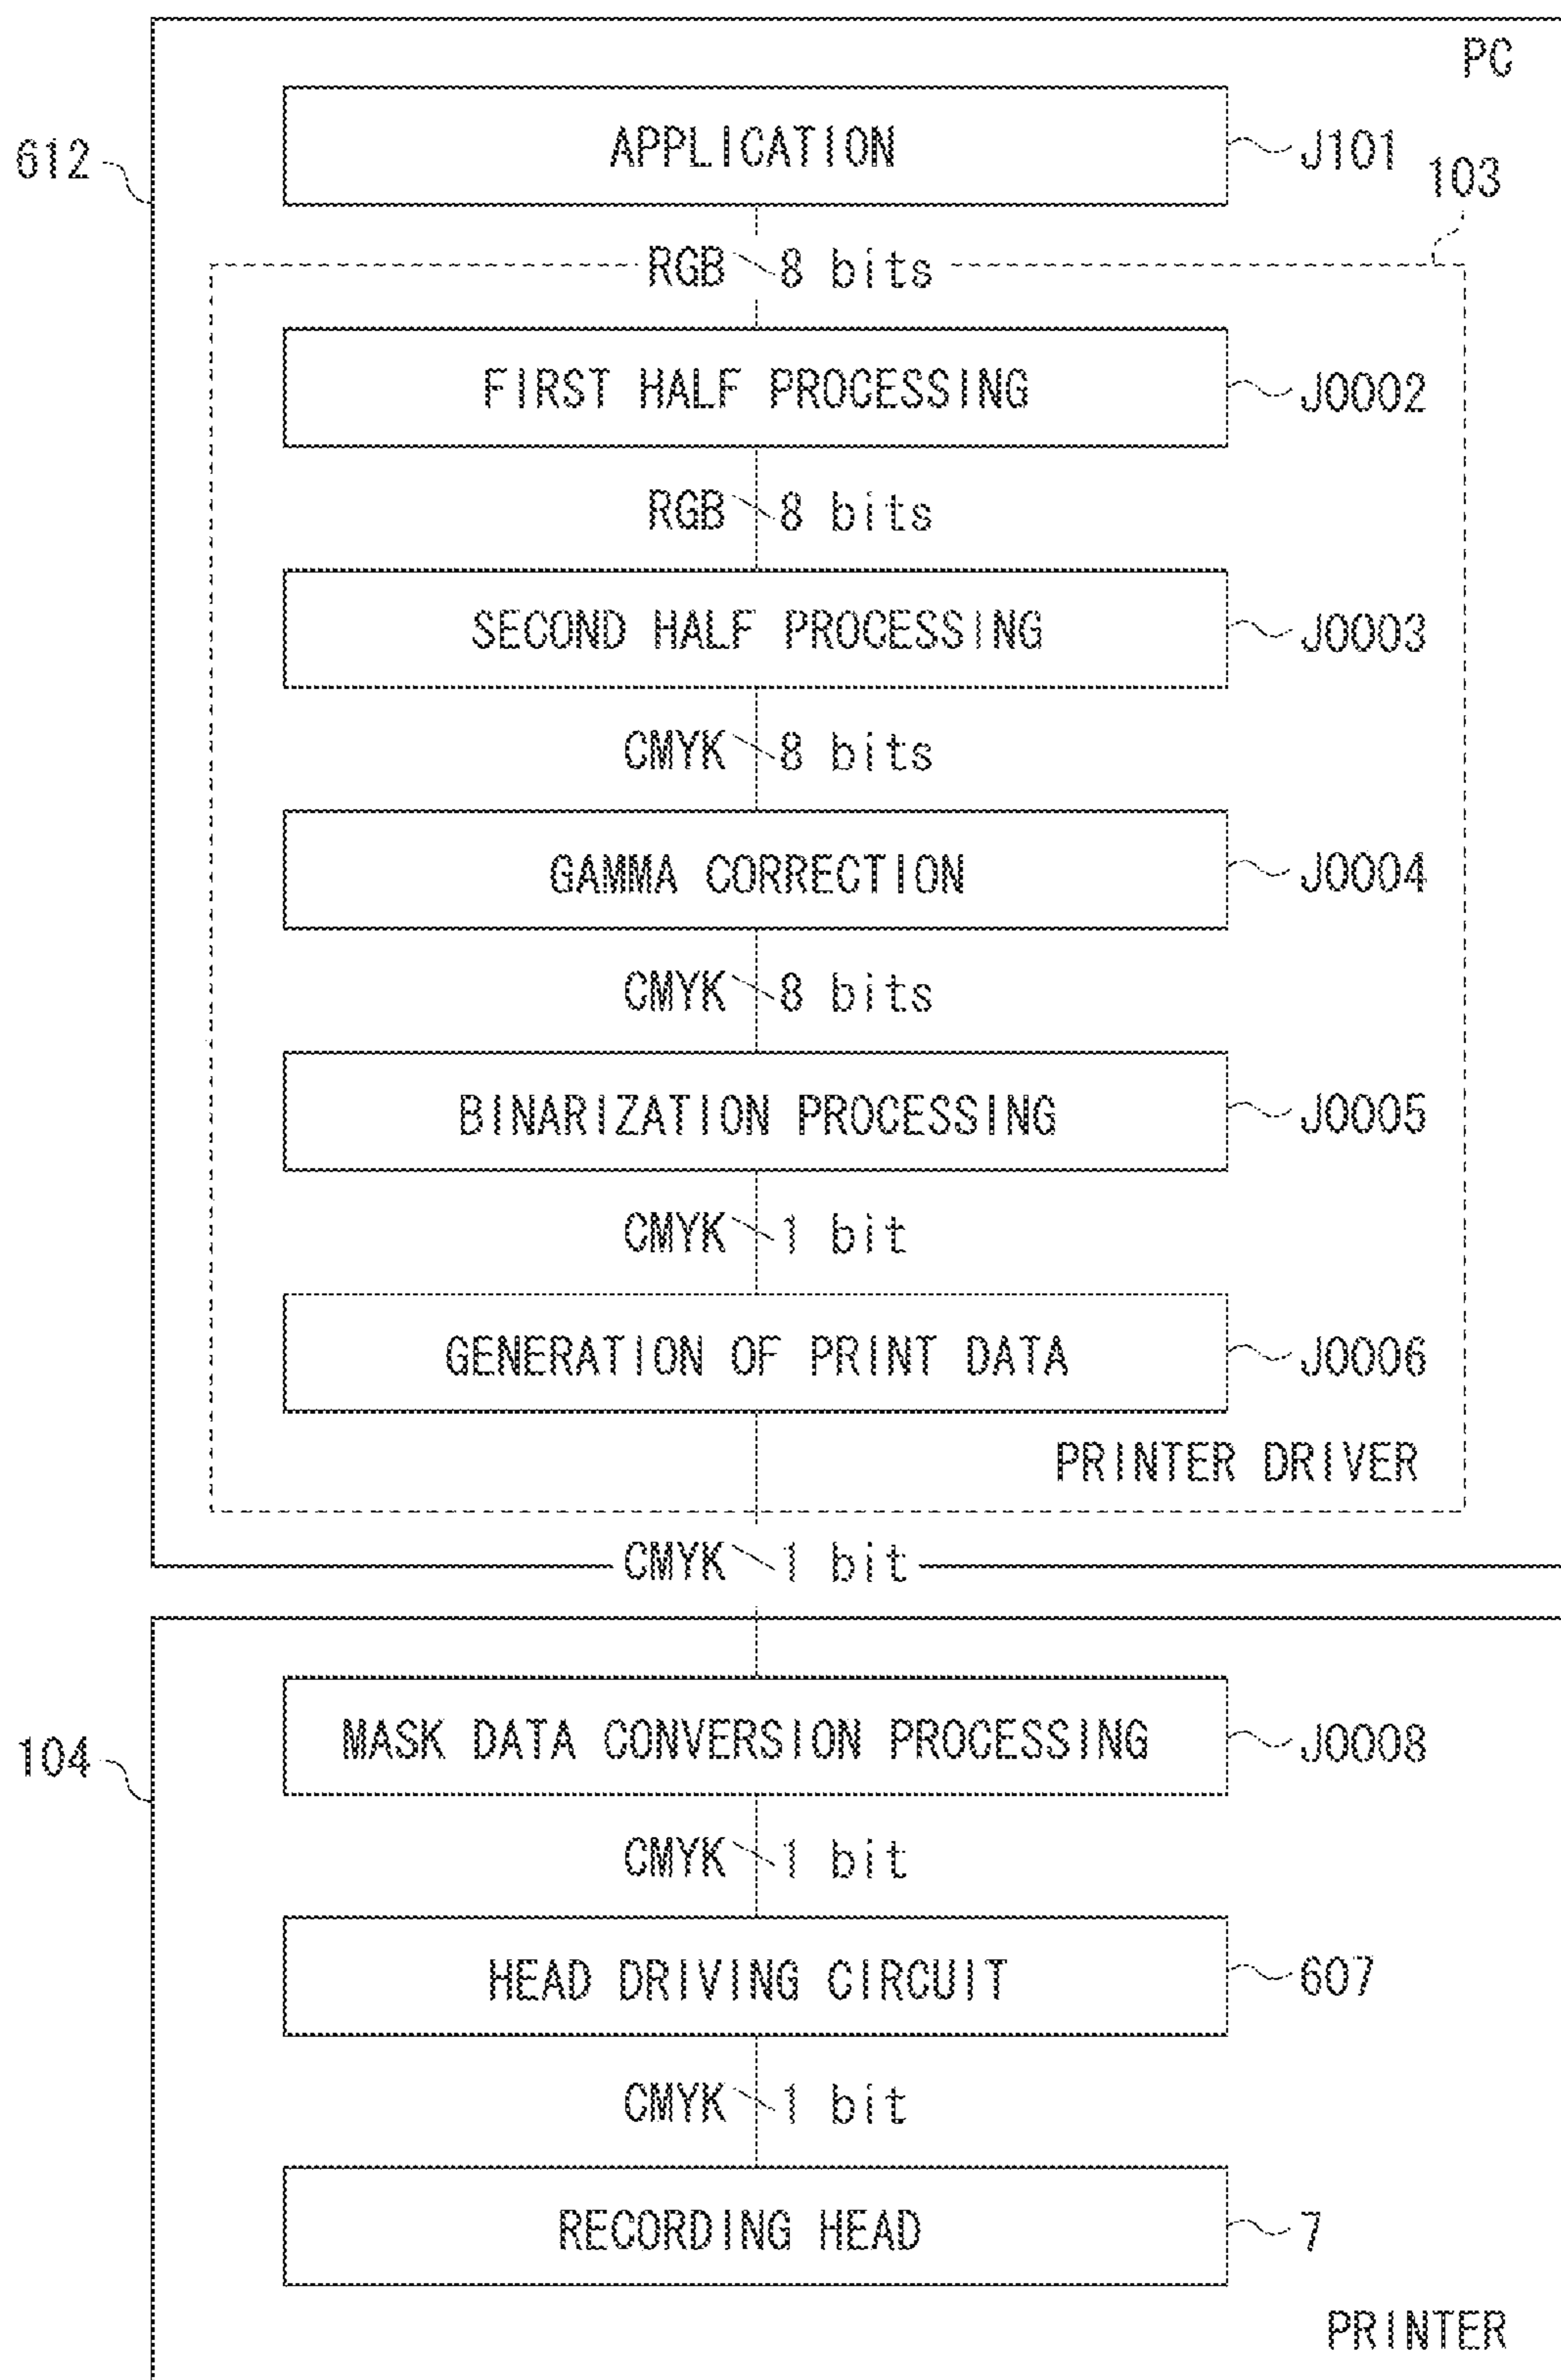 PC
612
APPLICATION
J101
103
RGB 8 bits
FIRST HALF PROCESSING
J0002
RGB 8 bits
SECOND HALF PROCESSING
J0003
CMYK 8 bits
GAMMA CORRECTION
J0004
CMYK 8 bits
BINARIZATION PROCESSING
J0005
CMYK 1 bit
GENERATION OF PRINT DATA
J0006
PRINTER DRIVER
CMYK 1 bit
104
MASK DATA CONVERSION PROCESSING
J0008
CMYK 1 bit
HEAD DRIVING CIRCUIT
607
CMYK 1 bit
RECORDING HEAD
7
PRINTER